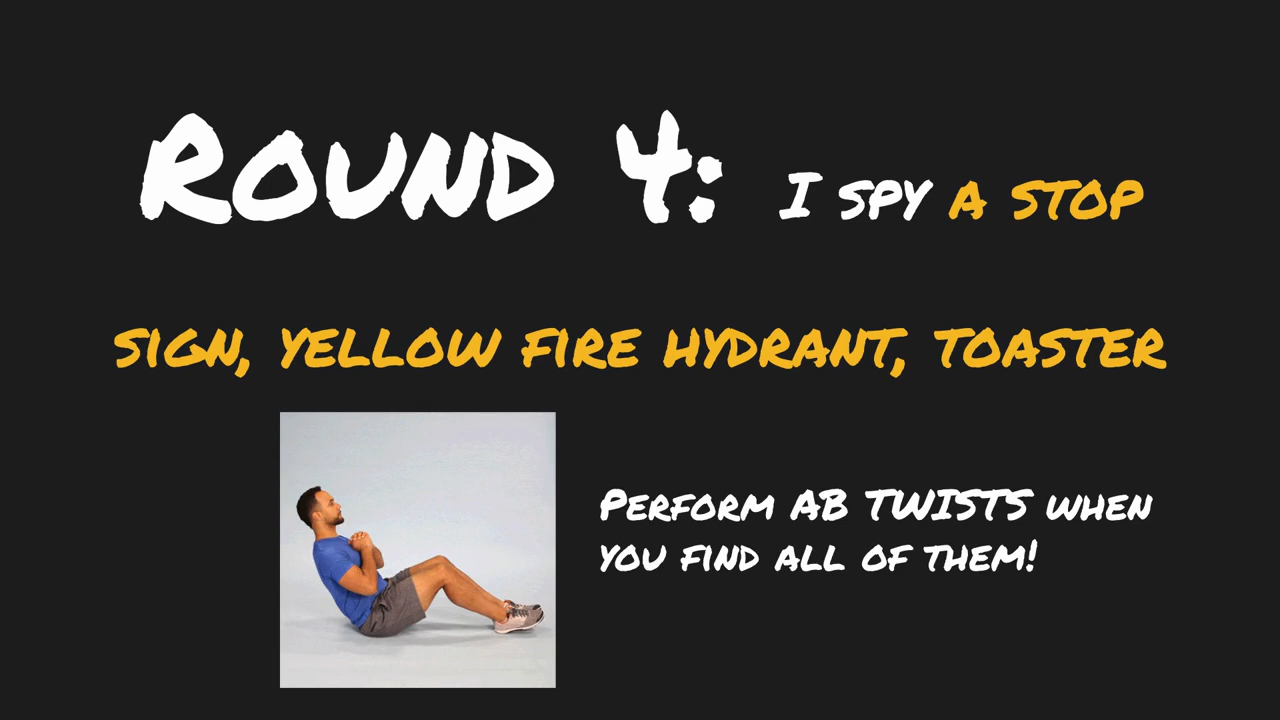 Round 4: I spy a stop
sign, yellow fire hydrant, toaster
Perform AB TWISTS when
you find all of them!